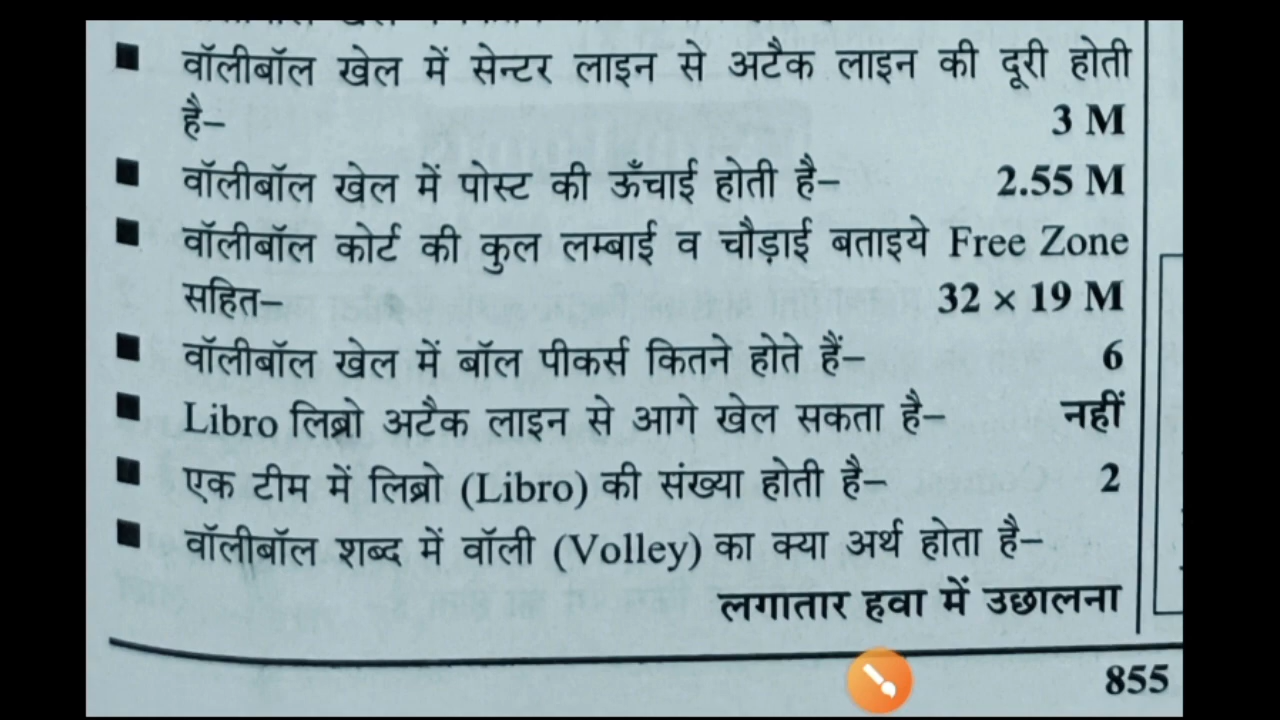 ■ वॉलीबॉल खेल में सेन्टर लाइन से अटैक लाइन की दूरी होती
है– 3 M
■ वॉलीबॉल खेल में पोस्ट की ऊँचाई होती है– 2.55 M
■ वॉलीबॉल कोर्ट की कुल लम्बाई व चौड़ाई बताइये Free Zone
सहित– 32 × 19 M
■ वॉलीबॉल खेल में बॉल पीकर्स कितने होते हैं– 6
■ Libro लिब्रो अटैक लाइन से आगे खेल सकता है– नहीं
■ एक टीम में लिब्रो (Libro) की संख्या होती है– 2
■ वॉलीबॉल शब्द में वॉली (Volley) का क्या अर्थ होता है–
लगातार हवा में उछालना
855